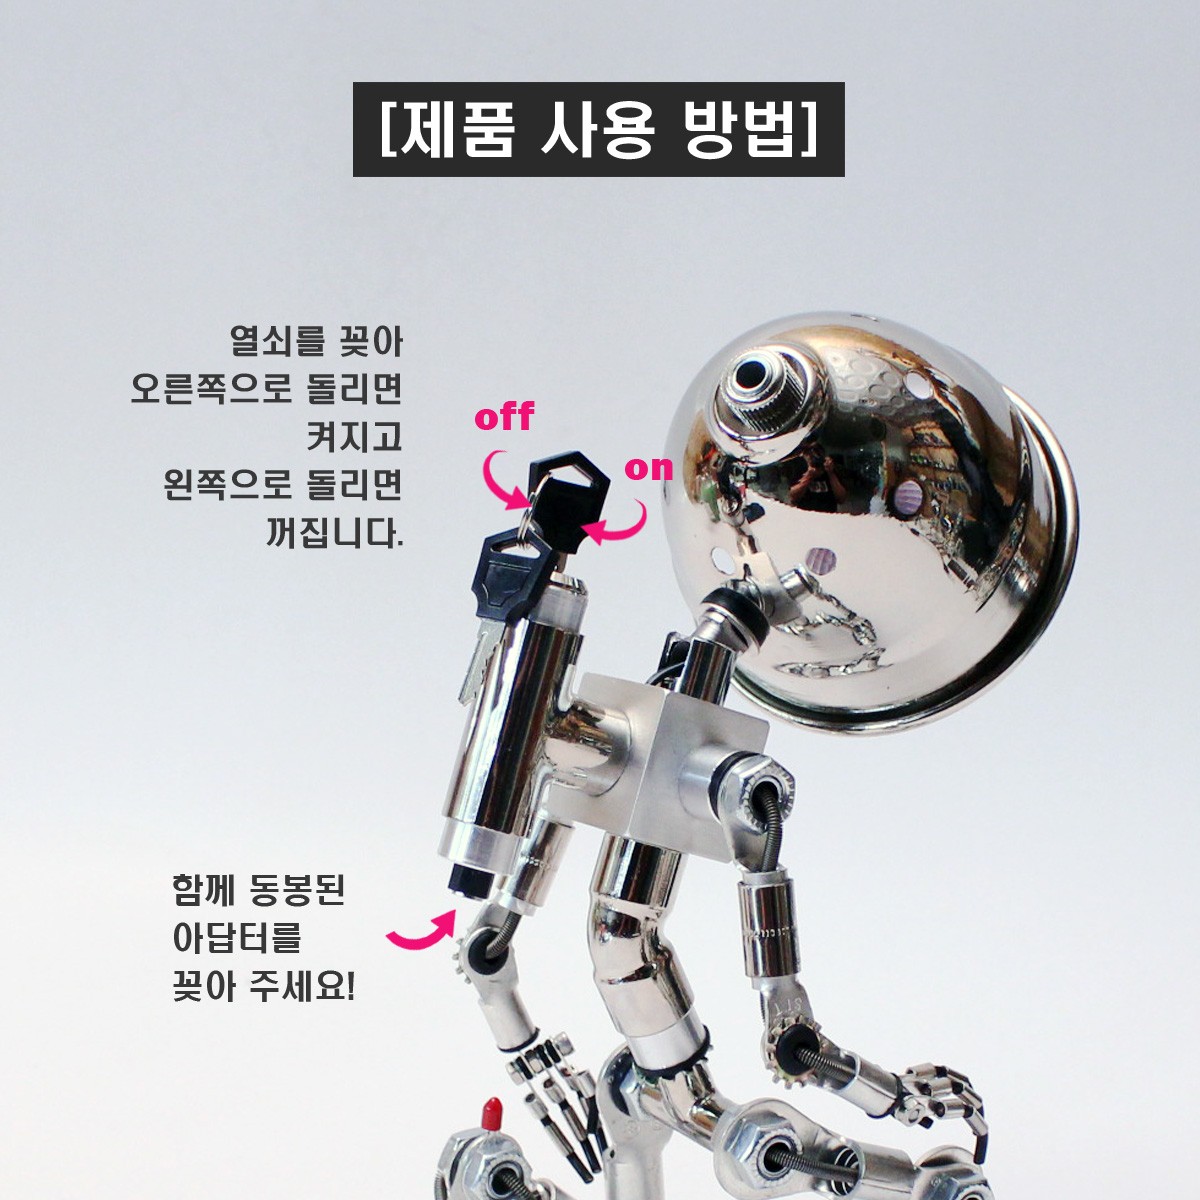 [제품 사용 방법]
열쇠를 꽂아
오른쪽으로 돌리면
켜지고
왼쪽으로 돌리면
꺼집니다.
off
on
함께 동봉된
아답터를
꽂아 주세요!